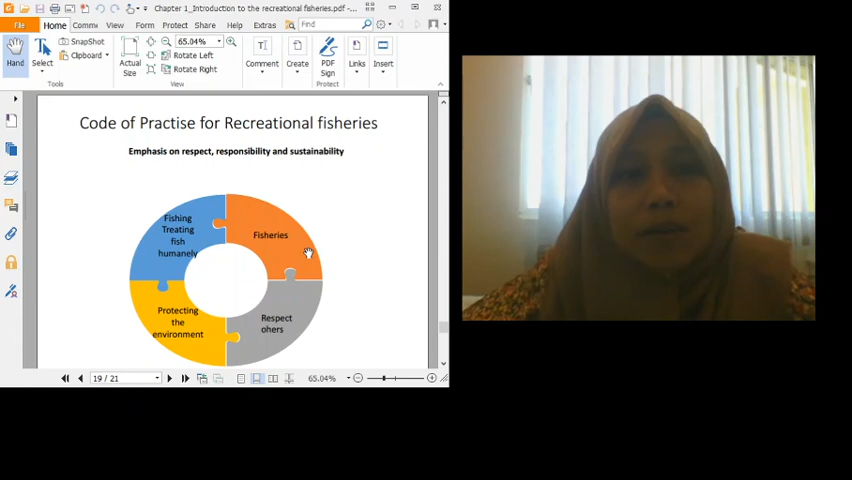 Chapter 1_Introduction to the recreational fisheries.pdf -...
File Home Comm View Form Protect Share Help Extras Find
Hand
Select
SnapShot
Clipboard
Tools
Actual
Size
65.04%
Rotate Left
Rotate Right
View
Comment
Create
PDF
Sign
Protect
Links
Insert
Code of Practise for Recreational fisheries
Emphasis on respect, responsibility and sustainability
Fishing
Treating
fish
humanely
Fisheries
Protecting
the
environment
Respect
ohers
19 / 21
65.04%